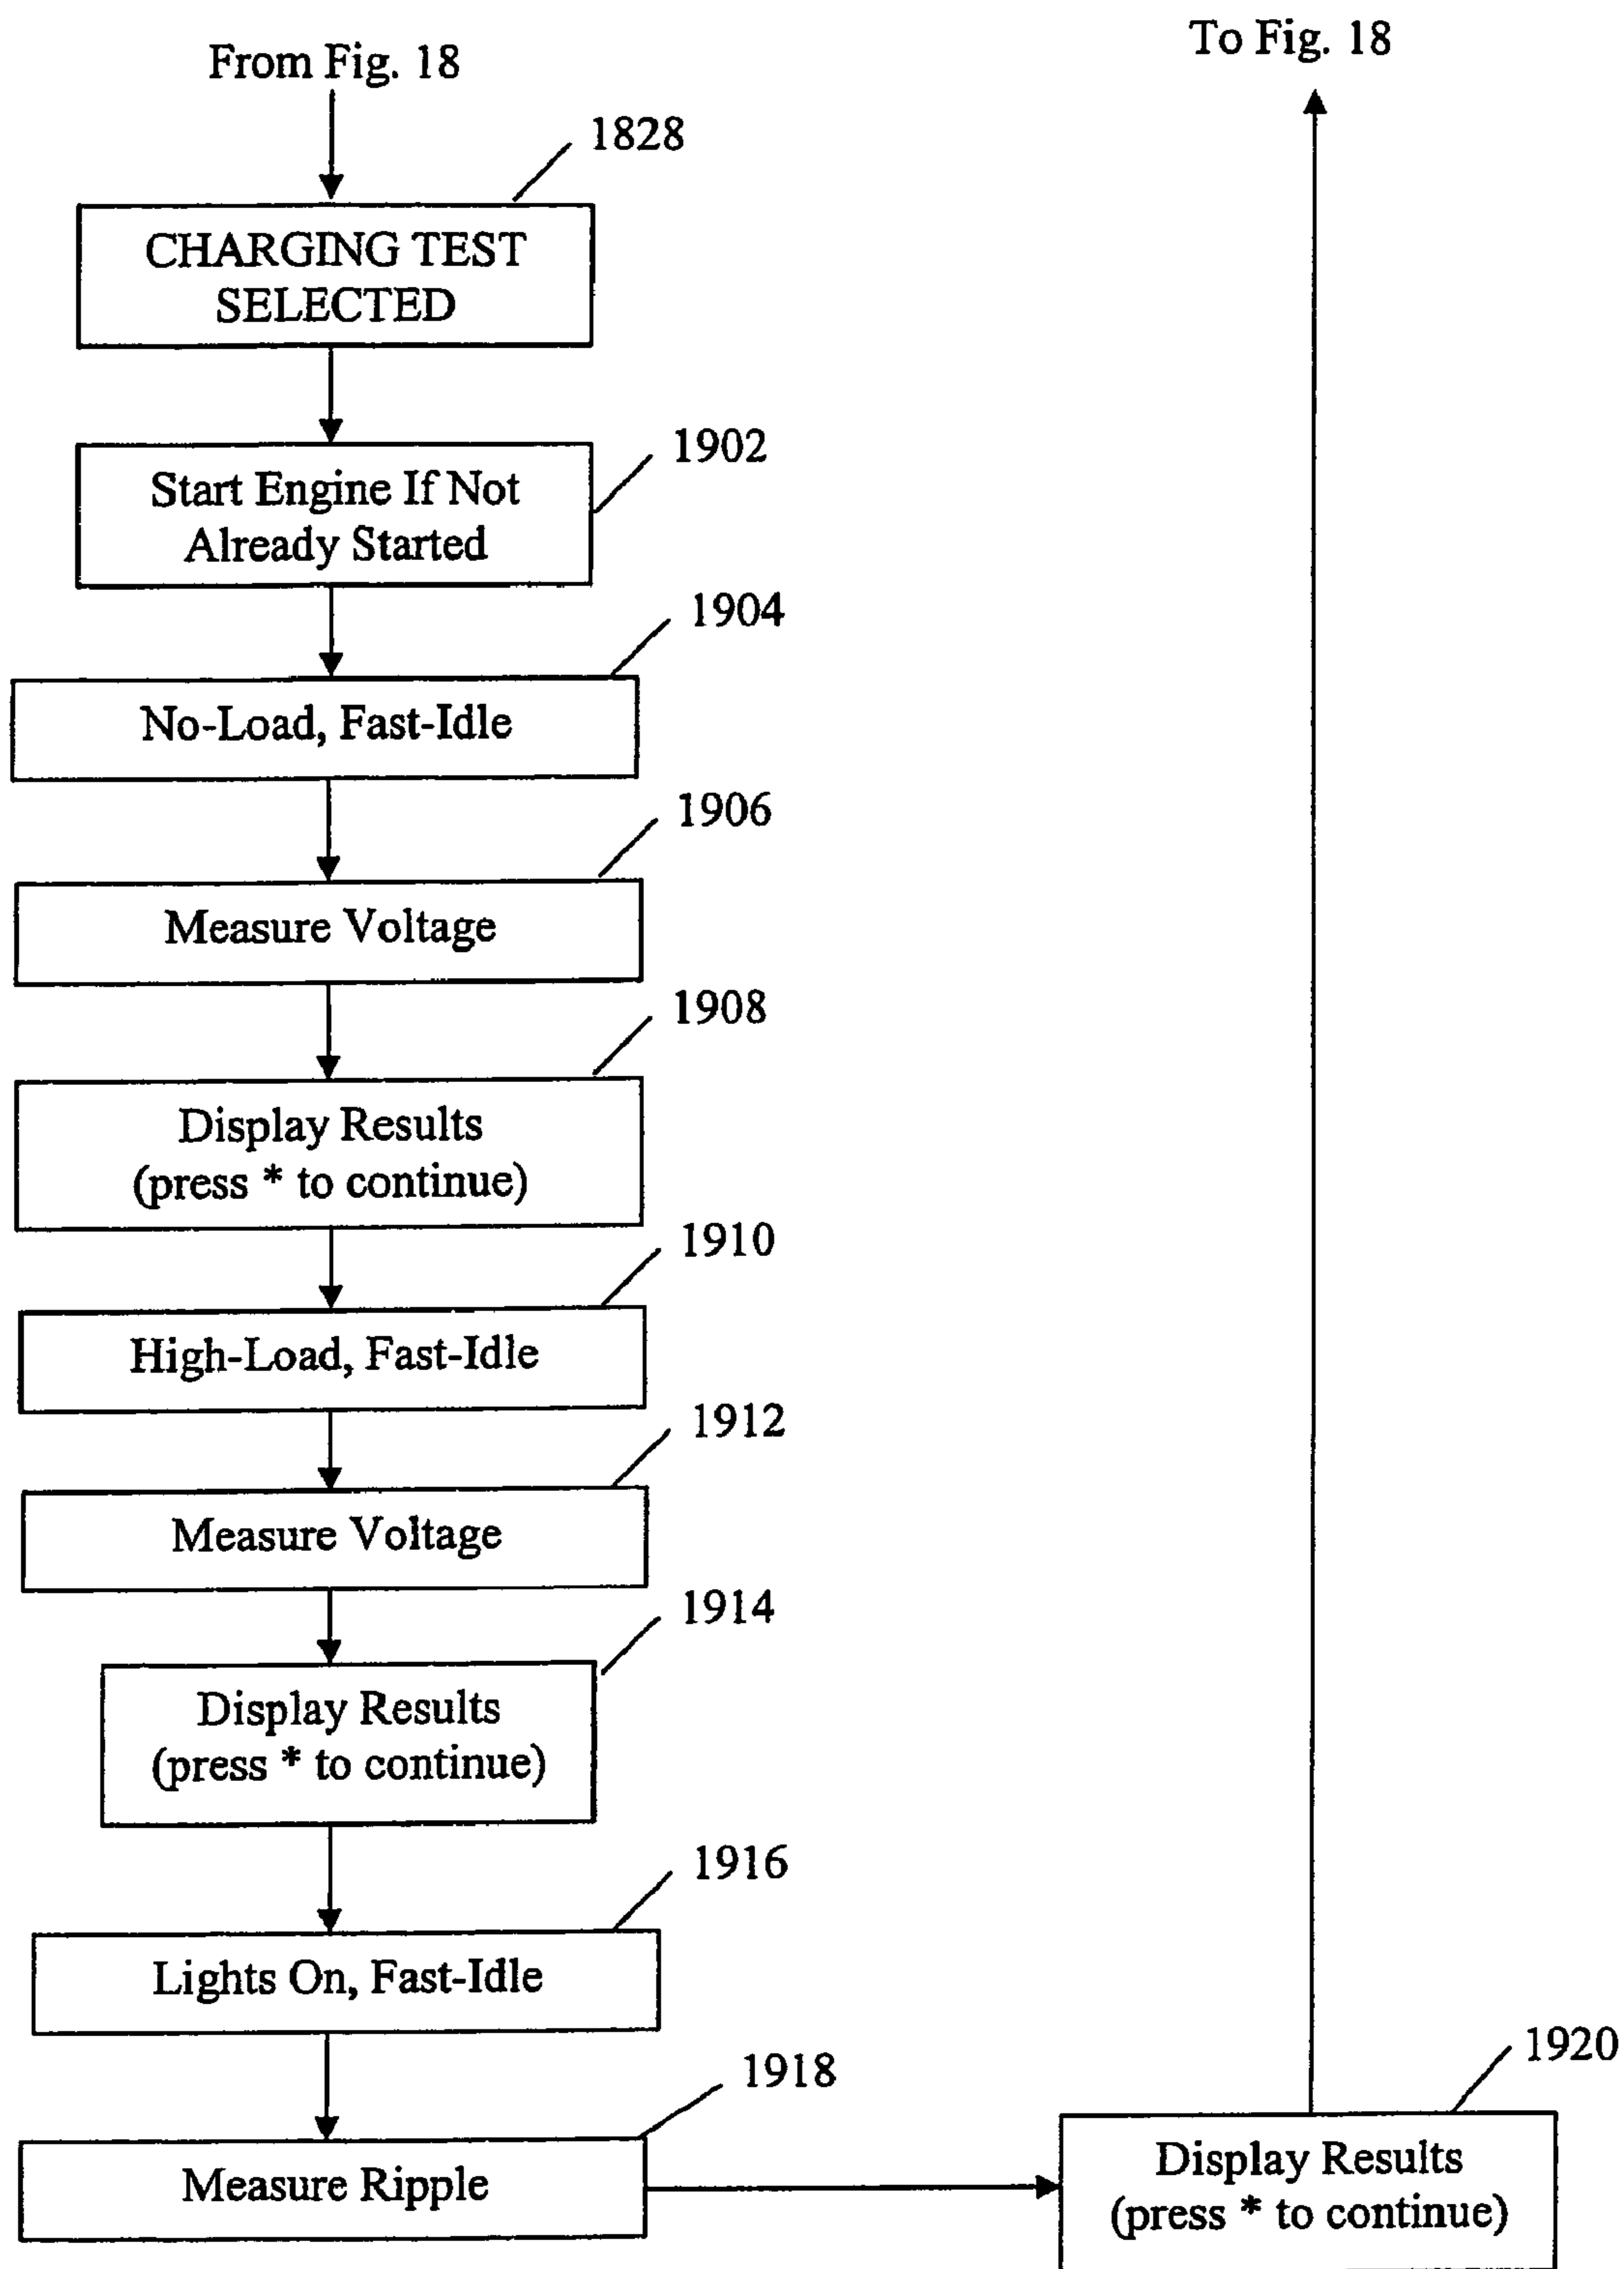 From Fig. 18
To Fig. 18
1828
CHARGING TEST
SELECTED
1902
Start Engine If Not
Already Started
1904
No-Load, Fast-Idle
1906
Measure Voltage
1908
Display Results
(press * to continue)
1910
High-Load, Fast-Idle
1912
Measure Voltage
1914
Display Results
(press * to continue)
1916
Lights On, Fast-Idle
1918
Measure Ripple
1920
Display Results
(press * to continue)